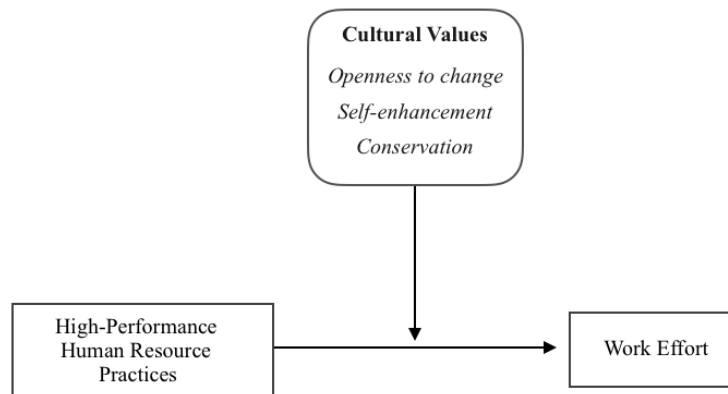 Cultural Values
Openness to change
Self-enhancement
Conservation
High-Performance
Human Resource
Practices
Work Effort